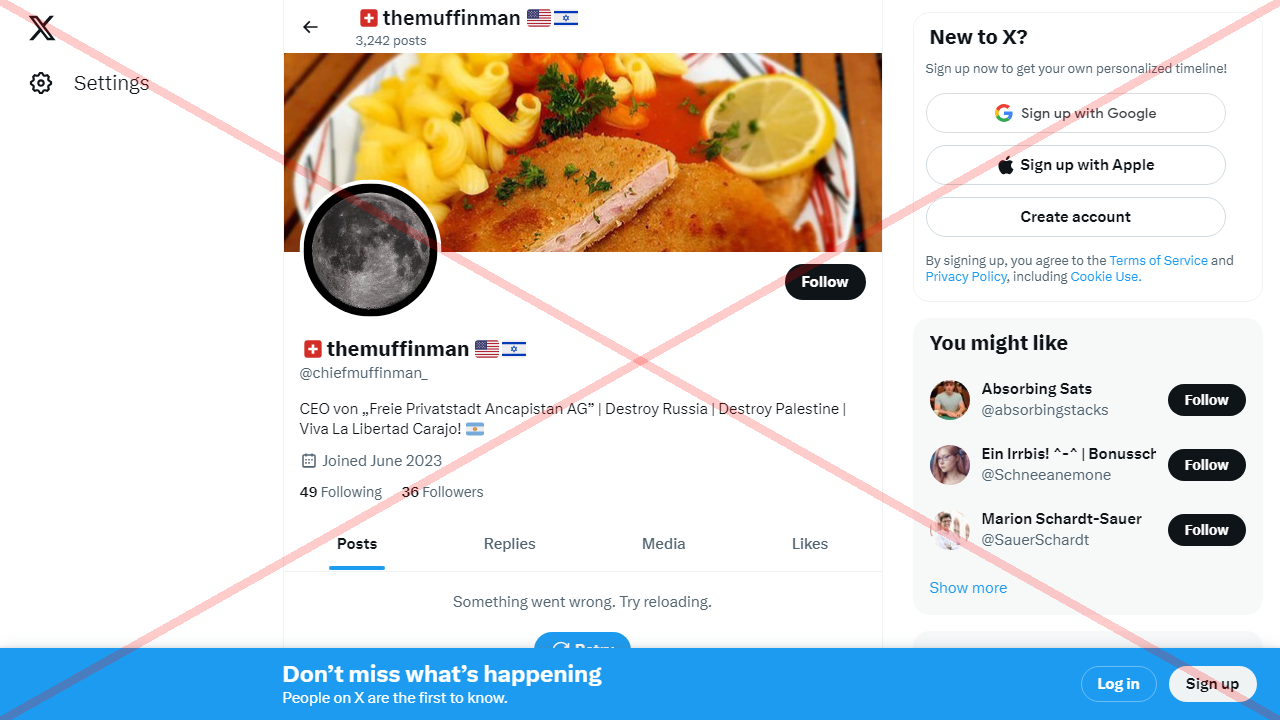 Settings
themuffinman
3,242 posts
Follow
themuffinman
@chiefmuffinman_
CEO von „Freie Privatstadt Ancapistan AG” | Destroy Russia | Destroy Palestine |
Viva La Libertad Carajo!
Joined June 2023
49 Following 36 Followers
Posts Replies Media Likes
Something went wrong. Try reloading.
Retry
New to X?
Sign up now to get your own personalized timeline!
Sign up with Google
Sign up with Apple
Create account
By signing up, you agree to the Terms of Service and
Privacy Policy, including Cookie Use.
You might like
Absorbing Sats
@absorbingstacks
Follow
Ein Irrbis! ^-^ | Bonussch
@Schneeanemone
Follow
Marion Schardt-Sauer
@SauerSchardt
Follow
Show more
Don’t miss what’s happening
People on X are the first to know.
Log in
Sign up